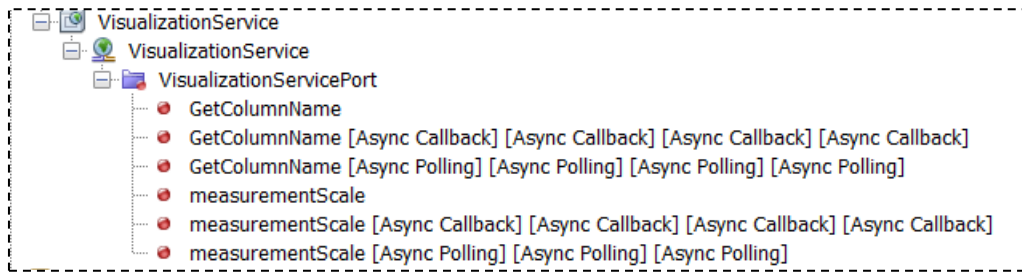 VisualizationService
VisualizationService
VisualizationServicePort
GetColumnName
GetColumnName [Async Callback] [Async Callback] [Async Callback] [Async Callback]
GetColumnName [Async Polling] [Async Polling] [Async Polling] [Async Polling]
measurementScale
measurementScale [Async Callback] [Async Callback] [Async Callback] [Async Callback]
measurementScale [Async Polling] [Async Polling] [Async Polling]